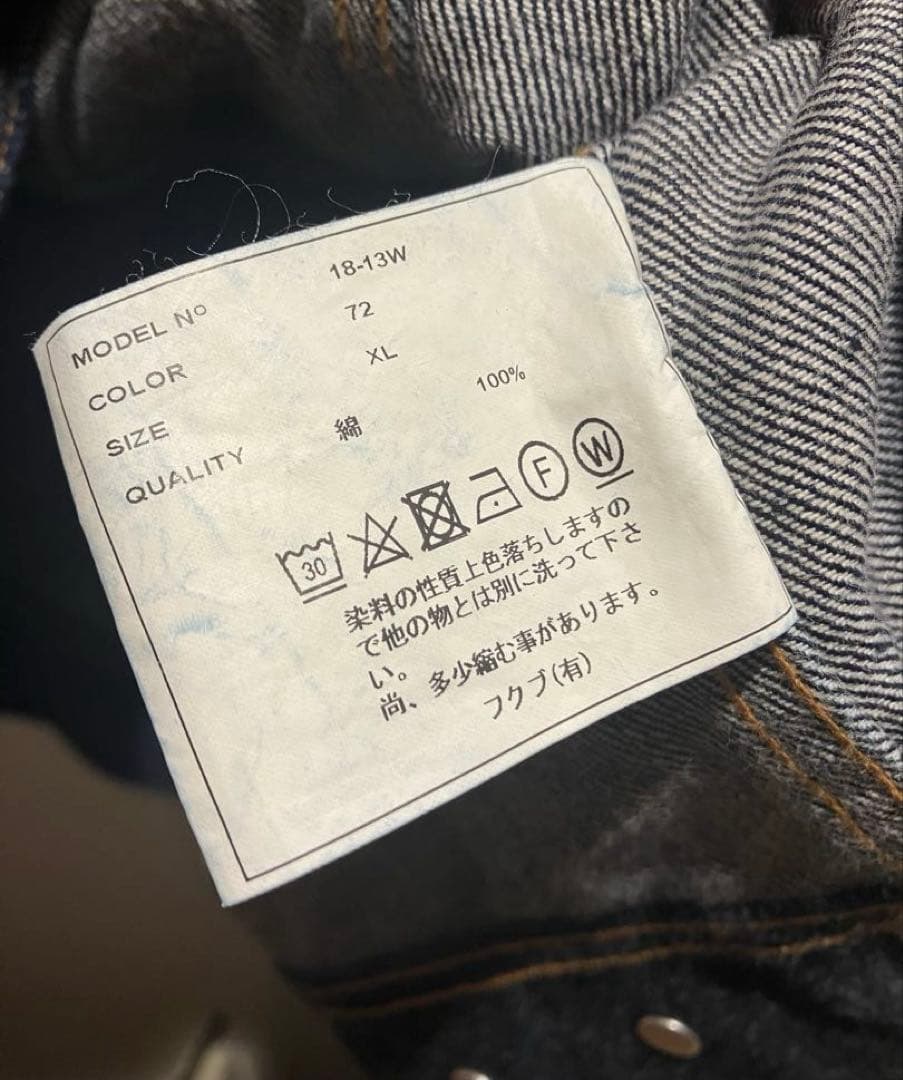 MODEL Nº 18-13W
COLOR 72
SIZE XL
QUALITY 綿 100%
30 F W
染料の性質上色落ちしますの
で他の物とは別に洗って下さ
い。
尚、多少縮む事があります。
フクブ(有)